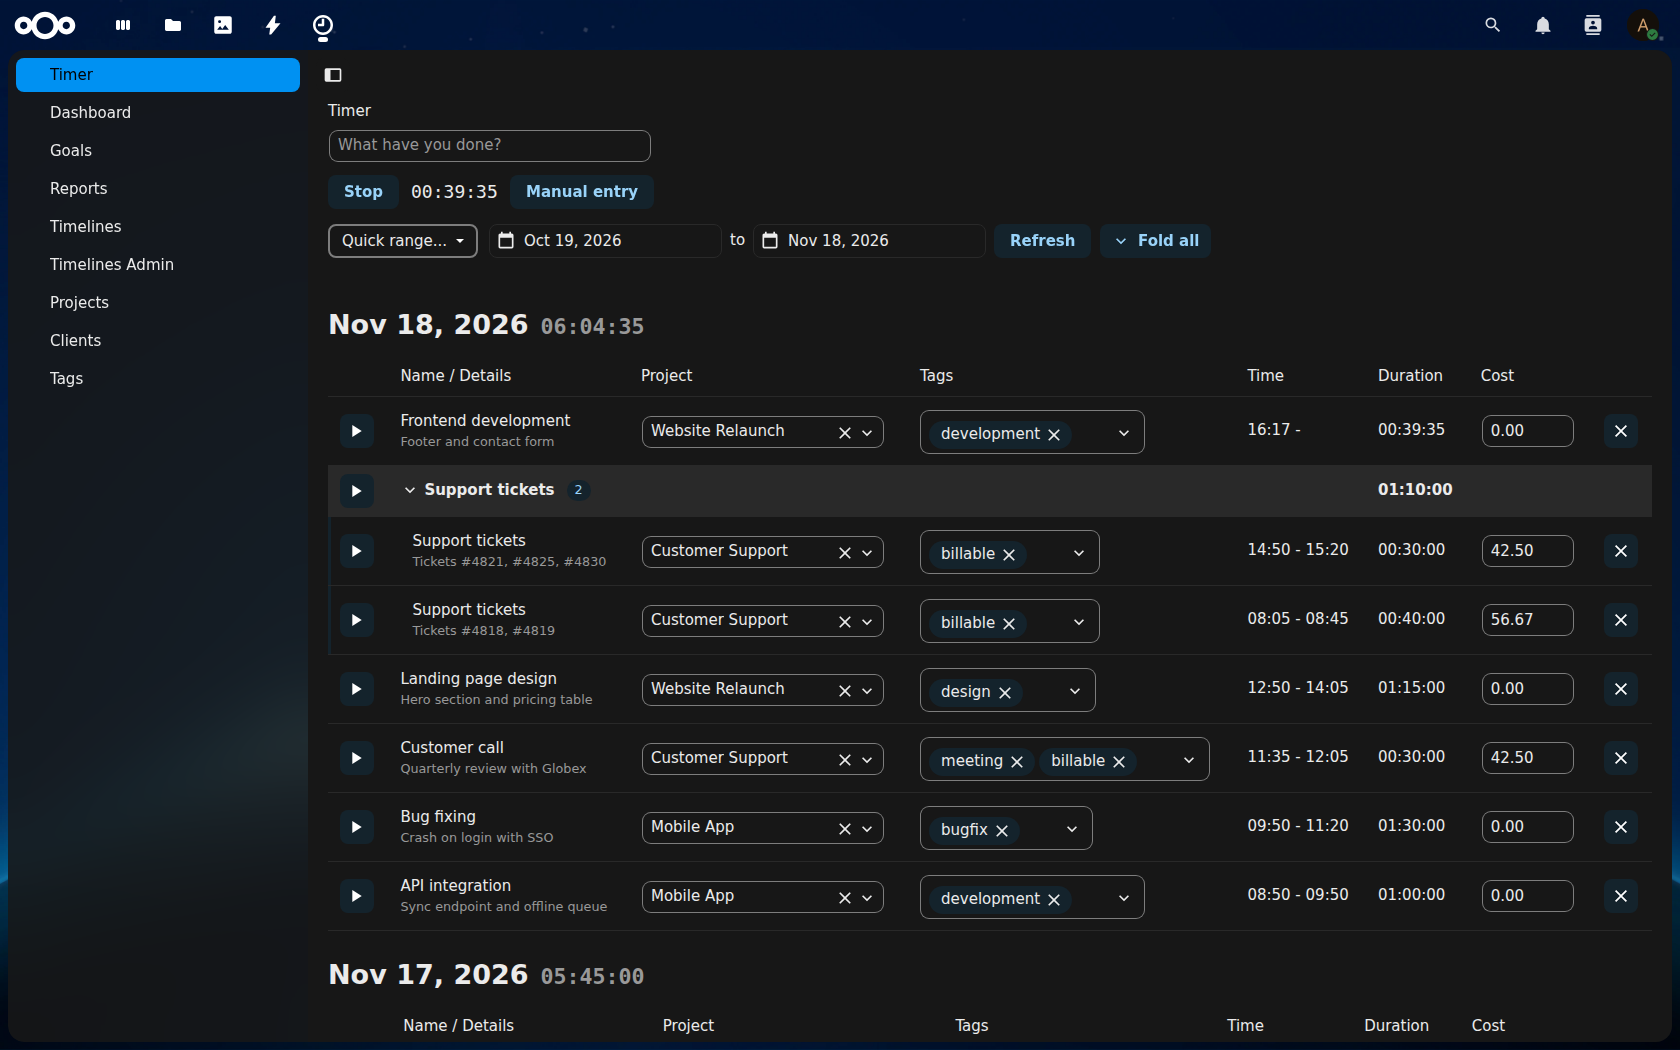 A
Timer
Dashboard
Goals
Reports
Timelines
Timelines Admin
Projects
Clients
Tags
Timer
What have you done?
Stop 00:39:35 Manual entry
Quick range... Oct 19, 2026 to Nov 18, 2026 Refresh Fold all
Nov 18, 2026 06:04:35
Name / Details Project Tags Time Duration Cost
Frontend development Website Relaunch development 16:17 - 00:39:35 0.00
Footer and contact form
Support tickets 2 01:10:00
Support tickets Customer Support billable 14:50 - 15:20 00:30:00 42.50
Tickets #4821, #4825, #4830
Support tickets Customer Support billable 08:05 - 08:45 00:40:00 56.67
Tickets #4818, #4819
Landing page design Website Relaunch design 12:50 - 14:05 01:15:00 0.00
Hero section and pricing table
Customer call Customer Support meeting billable 11:35 - 12:05 00:30:00 42.50
Quarterly review with Globex
Bug fixing Mobile App bugfix 09:50 - 11:20 01:30:00 0.00
Crash on login with SSO
API integration Mobile App development 08:50 - 09:50 01:00:00 0.00
Sync endpoint and offline queue
Nov 17, 2026 05:45:00
Name / Details Project Tags Time Duration Cost